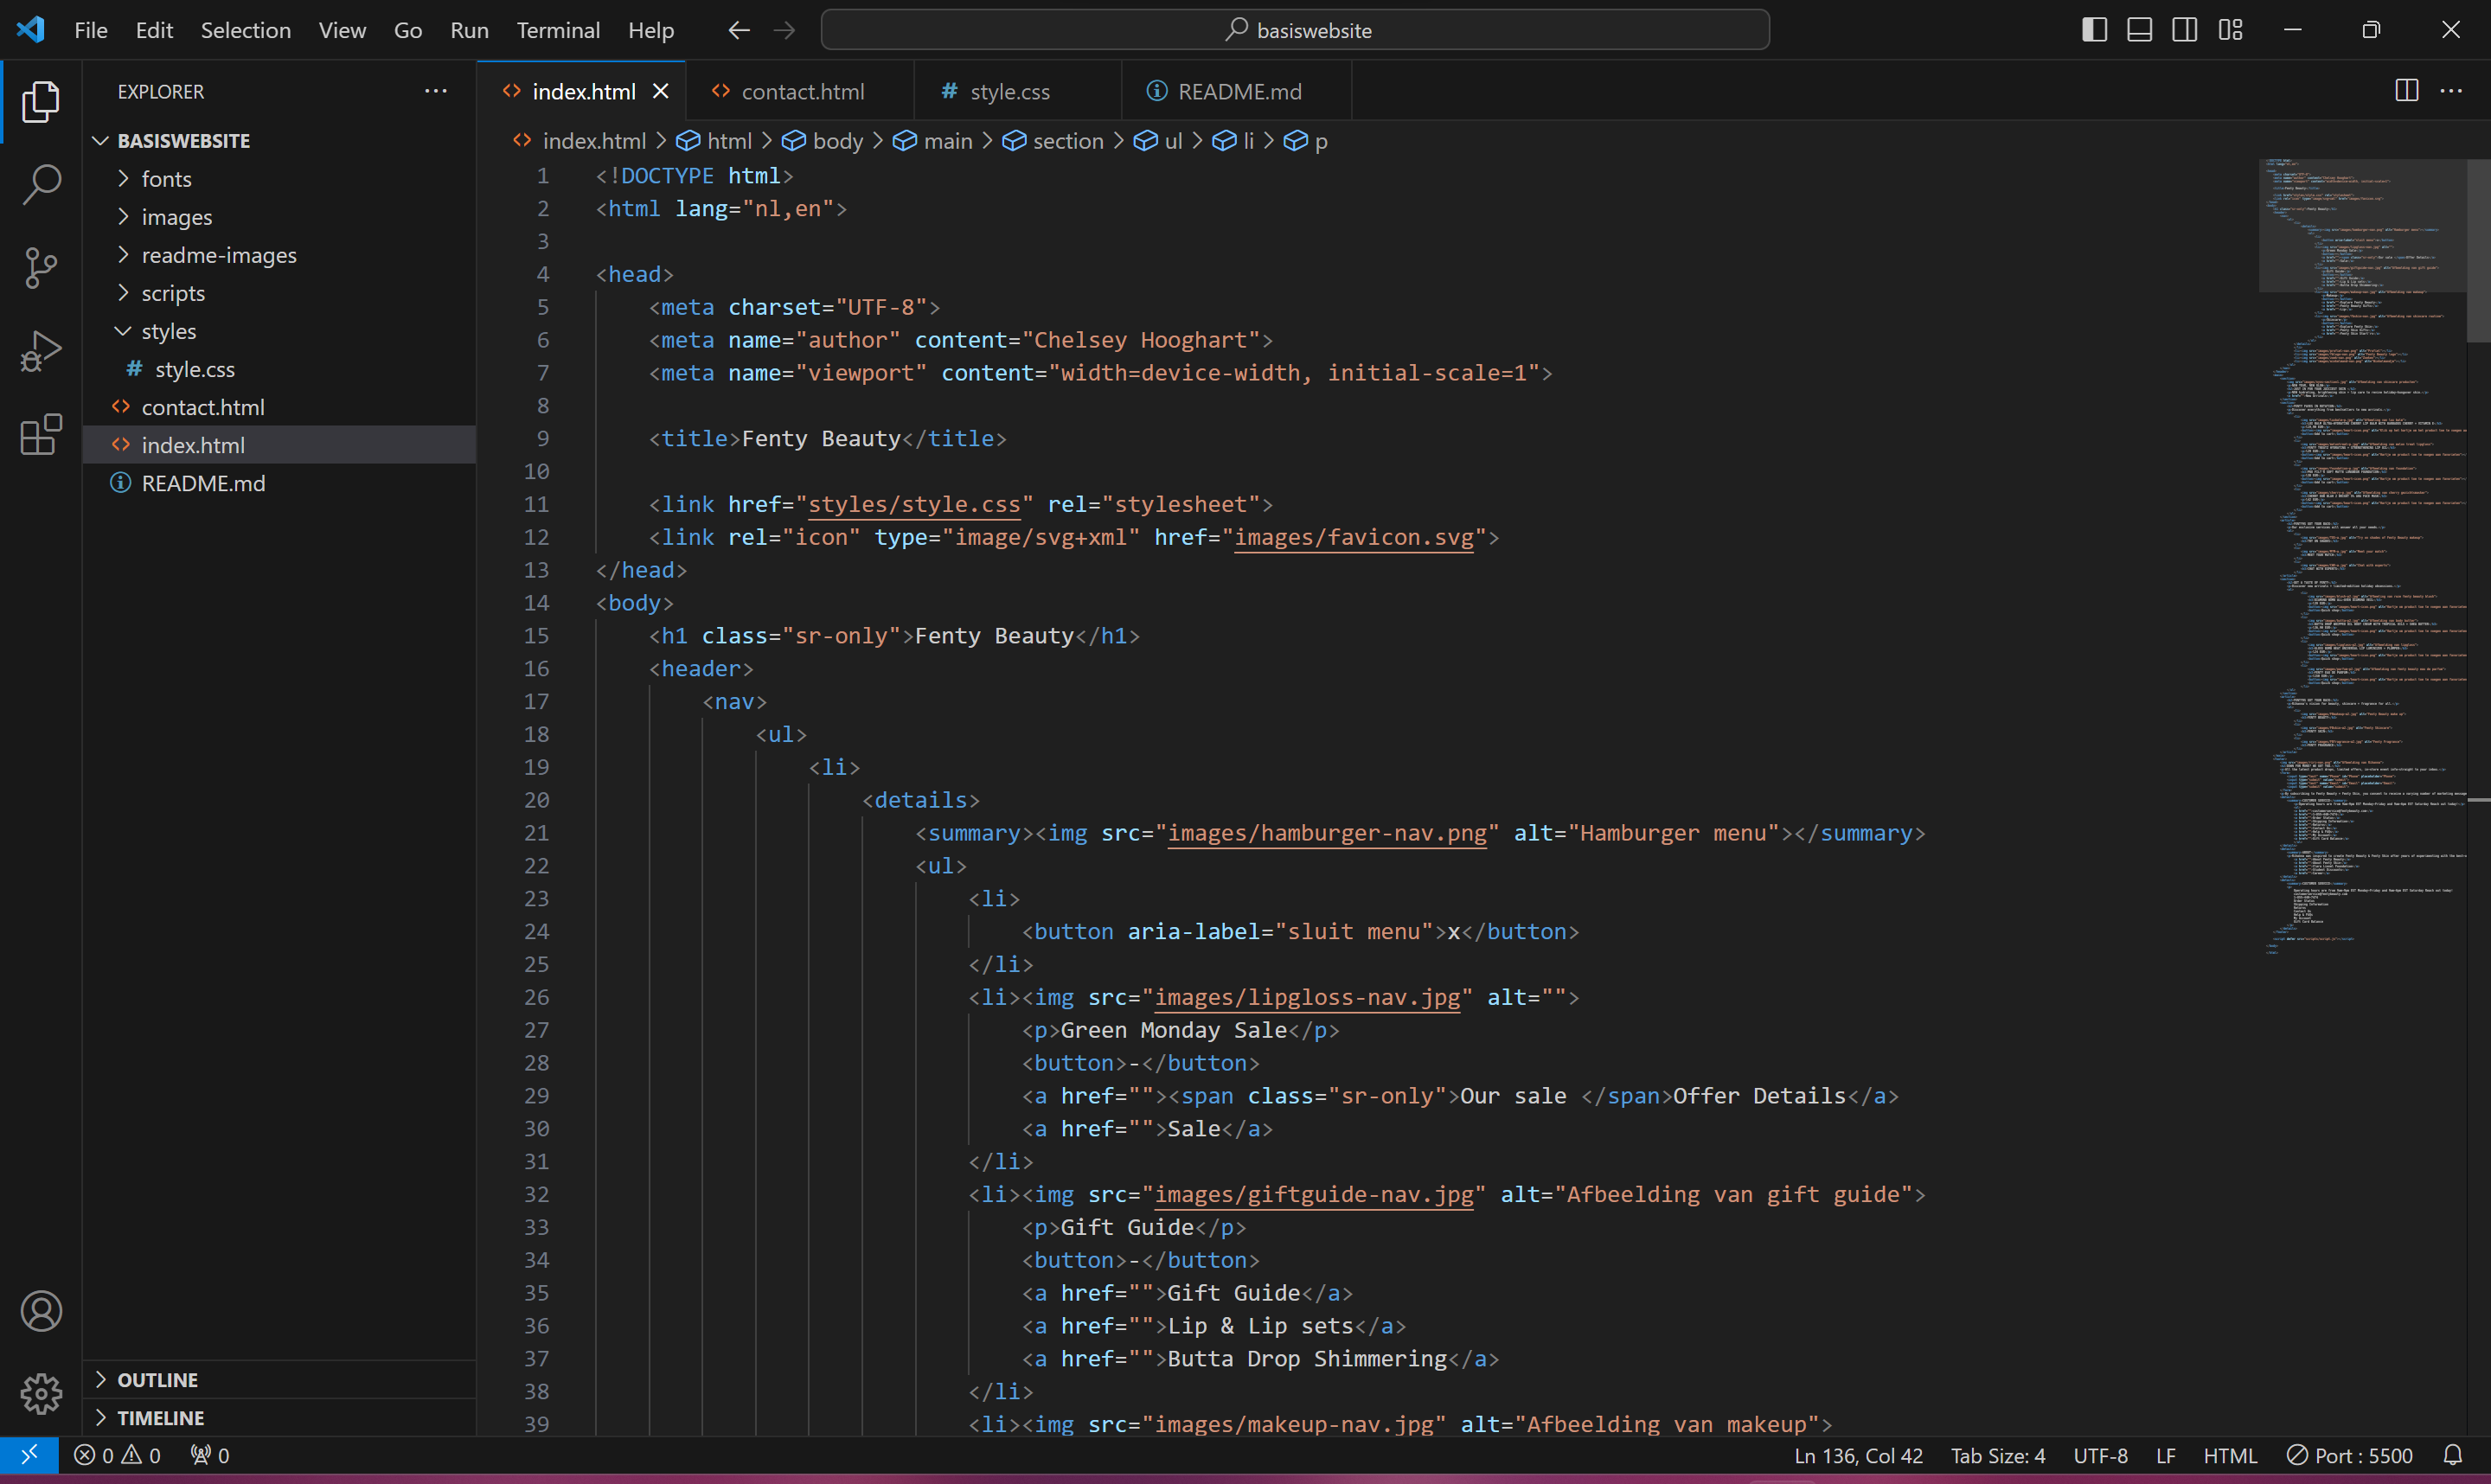 File Edit Selection View Go Run Terminal Help basiswebsite
EXPLORER
BASISWEBSITE
fonts
images
readme-images
scripts
styles
# style.css
<> contact.html
<> index.html
README.md
OUTLINE
TIMELINE
<> index.html <> contact.html # style.css README.md
<> index.html > html > body > main > section > ul > li > p
1 <!DOCTYPE html>
2 <html lang="nl,en">
3
4 <head>
5 <meta charset="UTF-8">
6 <meta name="author" content="Chelsey Hooghart">
7 <meta name="viewport" content="width=device-width, initial-scale=1">
8
9 <title>Fenty Beauty</title>
10
11 <link href="styles/style.css" rel="stylesheet">
12 <link rel="icon" type="image/svg+xml" href="images/favicon.svg">
13 </head>
14 <body>
15 <h1 class="sr-only">Fenty Beauty</h1>
16 <header>
17 <nav>
18 <ul>
19 <li>
20 <details>
21 <summary><img src="images/hamburger-nav.png" alt="Hamburger menu"></summary>
22 <ul>
23 <li>
24 <button aria-label="sluit menu">x</button>
25 </li>
26 <li><img src="images/lipgloss-nav.jpg" alt="">
27 <p>Green Monday Sale</p>
28 <button>-</button>
29 <a href=""><span class="sr-only">Our sale </span>Offer Details</a>
30 <a href="">Sale</a>
31 </li>
32 <li><img src="images/giftguide-nav.jpg" alt="Afbeelding van gift guide">
33 <p>Gift Guide</p>
34 <button>-</button>
35 <a href="">Gift Guide</a>
36 <a href="">Lip & Lip sets</a>
37 <a href="">Butta Drop Shimmering</a>
38 </li>
39 <li><img src="images/makeup-nav.jpg" alt="Afbeelding van makeup">
0 0 0 Ln 136, Col 42 Tab Size: 4 UTF-8 LF HTML Port : 5500